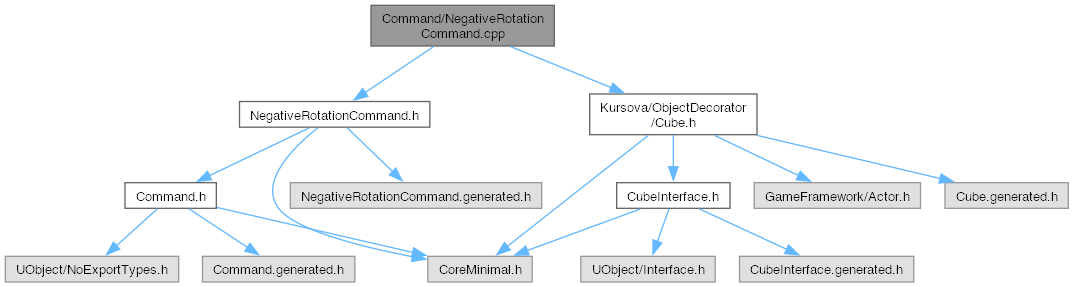 Command/NegativeRotation
Command.cpp
NegativeRotationCommand.h
Kursova/ObjectDecorator
/Cube.h
Command.h
NegativeRotationCommand.generated.h
CubeInterface.h
GameFramework/Actor.h
Cube.generated.h
UObject/NoExportTypes.h
Command.generated.h
CoreMinimal.h
UObject/Interface.h
CubeInterface.generated.h